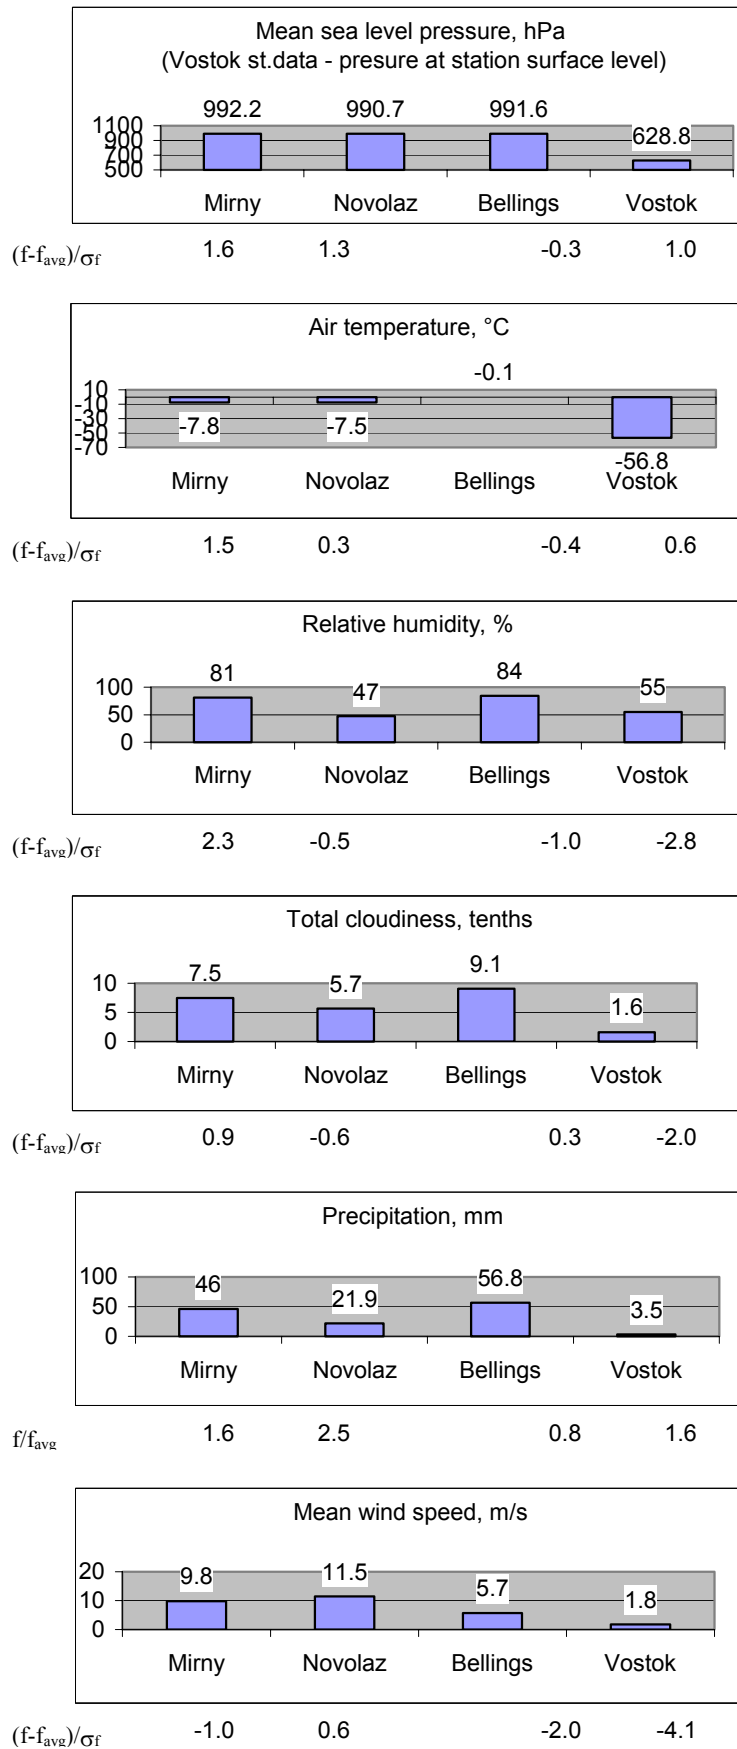 Mean sea level pressure, hPa
(Vostok st.data - presure at station surface level)
992.2 990.7 991.6 628.8
1100
900
700
500
Mirny Novolaz Bellings Vostok
(f-favg)/σf 1.6 1.3 -0.3 1.0
Air temperature, °C
-0.1
10
-10
-30
-50
-70
-7.8 -7.5 -56.8
Mirny Novolaz Bellings Vostok
(f-favg)/σf 1.5 0.3 -0.4 0.6
Relative humidity, %
81 47 84 55
100
50
0
Mirny Novolaz Bellings Vostok
(f-favg)/σf 2.3 -0.5 -1.0 -2.8
Total cloudiness, tenths
7.5 5.7 9.1 1.6
10
5
0
Mirny Novolaz Bellings Vostok
(f-favg)/σf 0.9 -0.6 0.3 -2.0
Precipitation, mm
46 21.9 56.8 3.5
100
50
0
Mirny Novolaz Bellings Vostok
f/favg 1.6 2.5 0.8 1.6
Mean wind speed, m/s
9.8 11.5 5.7 1.8
20
10
0
Mirny Novolaz Bellings Vostok
(f-favg)/σf -1.0 0.6 -2.0 -4.1